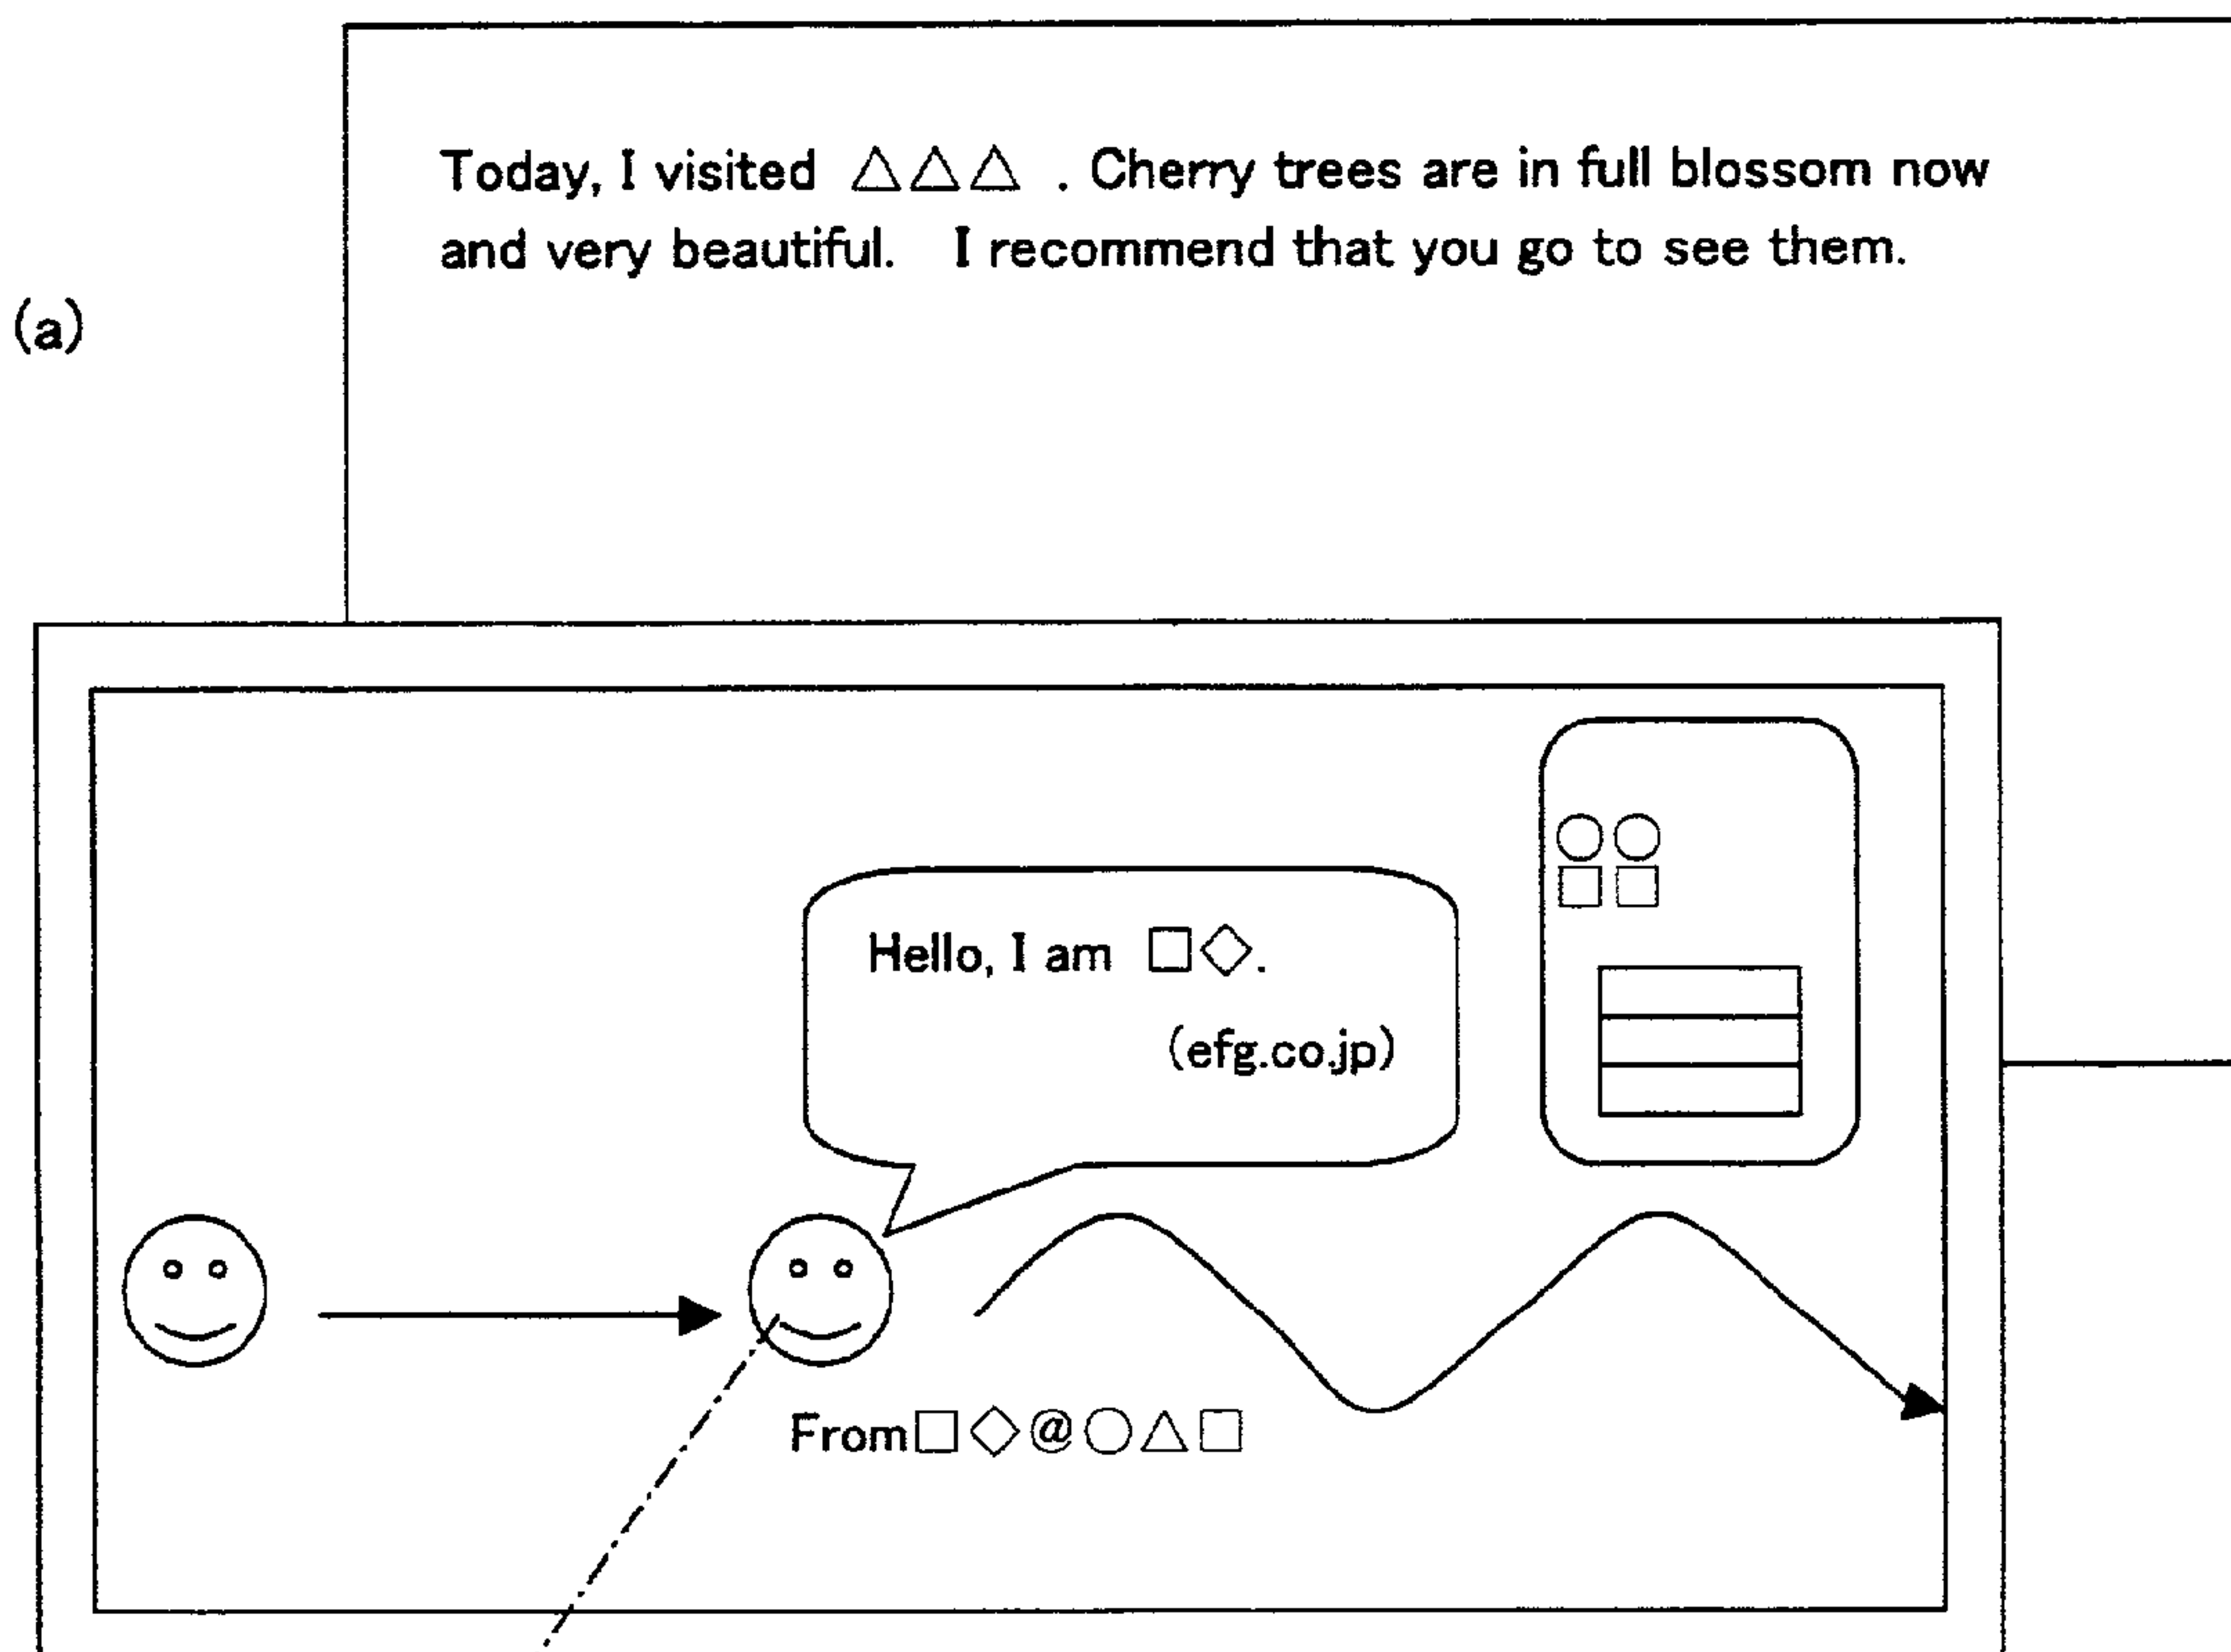 Today, I visited △△△ . Cherry trees are in full blossom now
and very beautiful. I recommend that you go to see them.
(a)
○○
□□
Hello, I am □◇.
(efg.co.jp)
From□◇@○△□